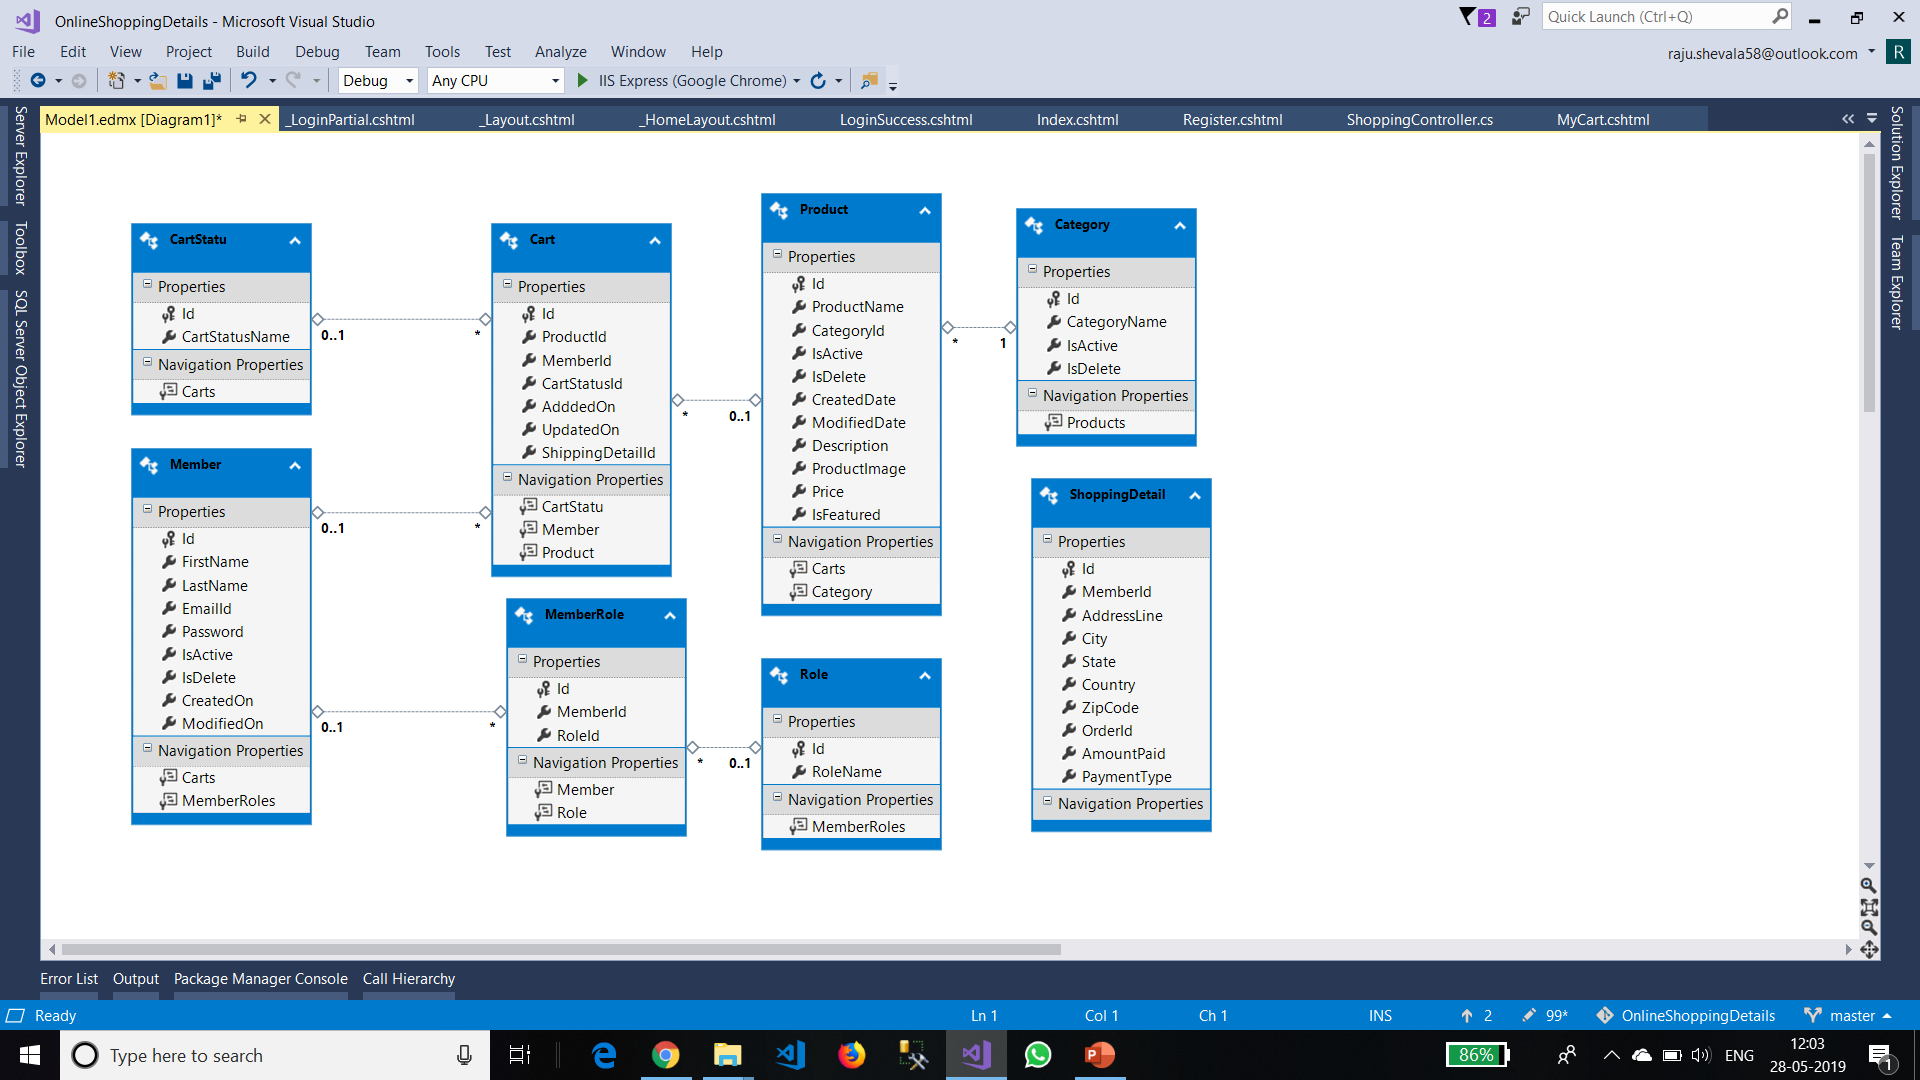 OnlineShoppingDetails - Microsoft Visual Studio
2
Quick Launch (Ctrl+Q)
File Edit View Project Build Debug Team Tools Test Analyze Window Help
raju.shevala58@outlook.com
R
Debug
Any CPU
IIS Express (Google Chrome)
Model1.edmx [Diagram1]*
_LoginPartial.cshtml
_Layout.cshtml
_HomeLayout.cshtml
LoginSuccess.cshtml
Index.cshtml
Register.cshtml
ShoppingController.cs
MyCart.cshtml
Server Explorer
Toolbox
SQL Server Object Explorer
Solution Explorer
Team Explorer
CartStatu
Properties
Id
CartStatusName
Navigation Properties
Carts
0..1
*
Member
Properties
Id
FirstName
LastName
EmailId
Password
IsActive
IsDelete
CreatedOn
ModifiedOn
Navigation Properties
Carts
MemberRoles
0..1
*
0..1
*
Cart
Properties
Id
ProductId
MemberId
CartStatusId
AdddedOn
UpdatedOn
ShippingDetailId
Navigation Properties
CartStatu
Member
Product
*
0..1
MemberRole
Properties
Id
MemberId
RoleId
Navigation Properties
Member
Role
*
0..1
Product
Properties
Id
ProductName
CategoryId
IsActive
IsDelete
CreatedDate
ModifiedDate
Description
ProductImage
Price
IsFeatured
Navigation Properties
Carts
Category
*
1
Role
Properties
Id
RoleName
Navigation Properties
MemberRoles
Category
Properties
Id
CategoryName
IsActive
IsDelete
Navigation Properties
Products
ShoppingDetail
Properties
Id
MemberId
AddressLine
City
State
Country
ZipCode
OrderId
AmountPaid
PaymentType
Navigation Properties
Error List
Output
Package Manager Console
Call Hierarchy
Ready
Ln 1
Col 1
Ch 1
INS
2
99*
OnlineShoppingDetails
master
Type here to search
86%
ENG
12:03
28-05-2019
1